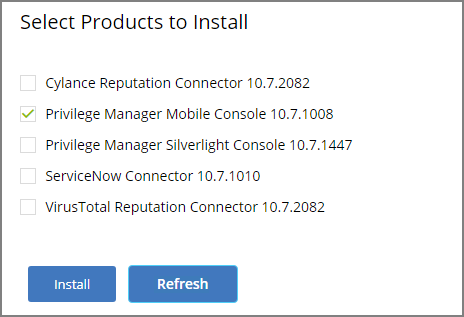 Select Products to Install
Cylance Reputation Connector 10.7.2082
Privilege Manager Mobile Console 10.7.1008
Privilege Manager Silverlight Console 10.7.1447
ServiceNow Connector 10.7.1010
VirusTotal Reputation Connector 10.7.2082
Install
Refresh